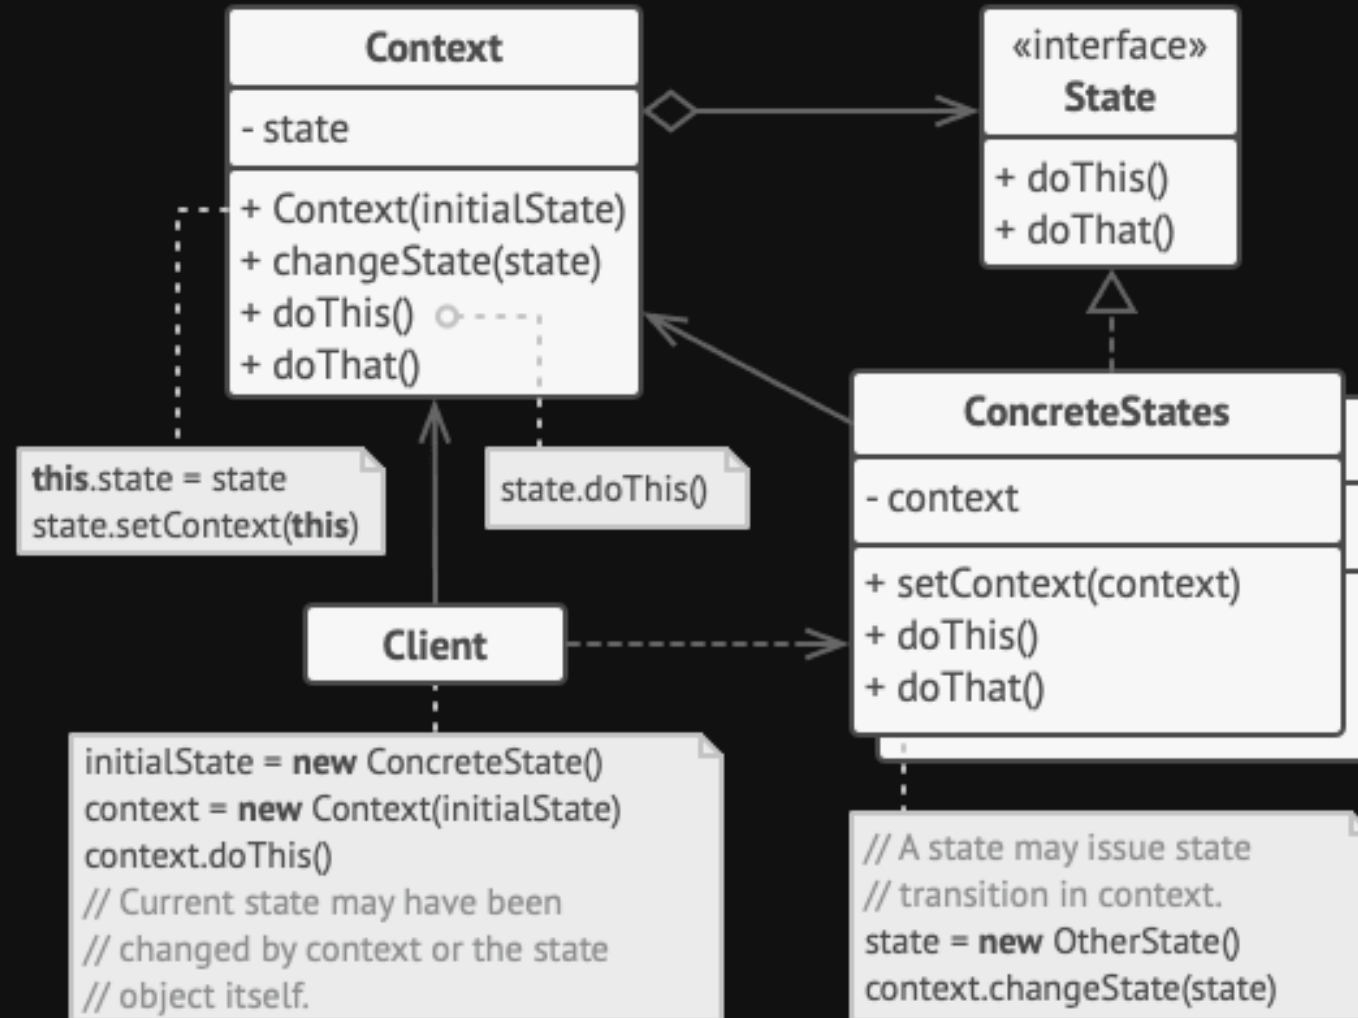 Context
- state
+ Context(initialState)
+ changeState(state)
+ doThis()
+ doThat()
«interface»
State
+ doThis()
+ doThat()
this.state = state
state.setContext(this)
state.doThis()
ConcreteStates
- context
+ setContext(context)
+ doThis()
+ doThat()
Client
initialState = new ConcreteState()
context = new Context(initialState)
context.doThis()
// Current state may have been
// changed by context or the state
// object itself.
// A state may issue state
// transition in context.
state = new OtherState()
context.changeState(state)